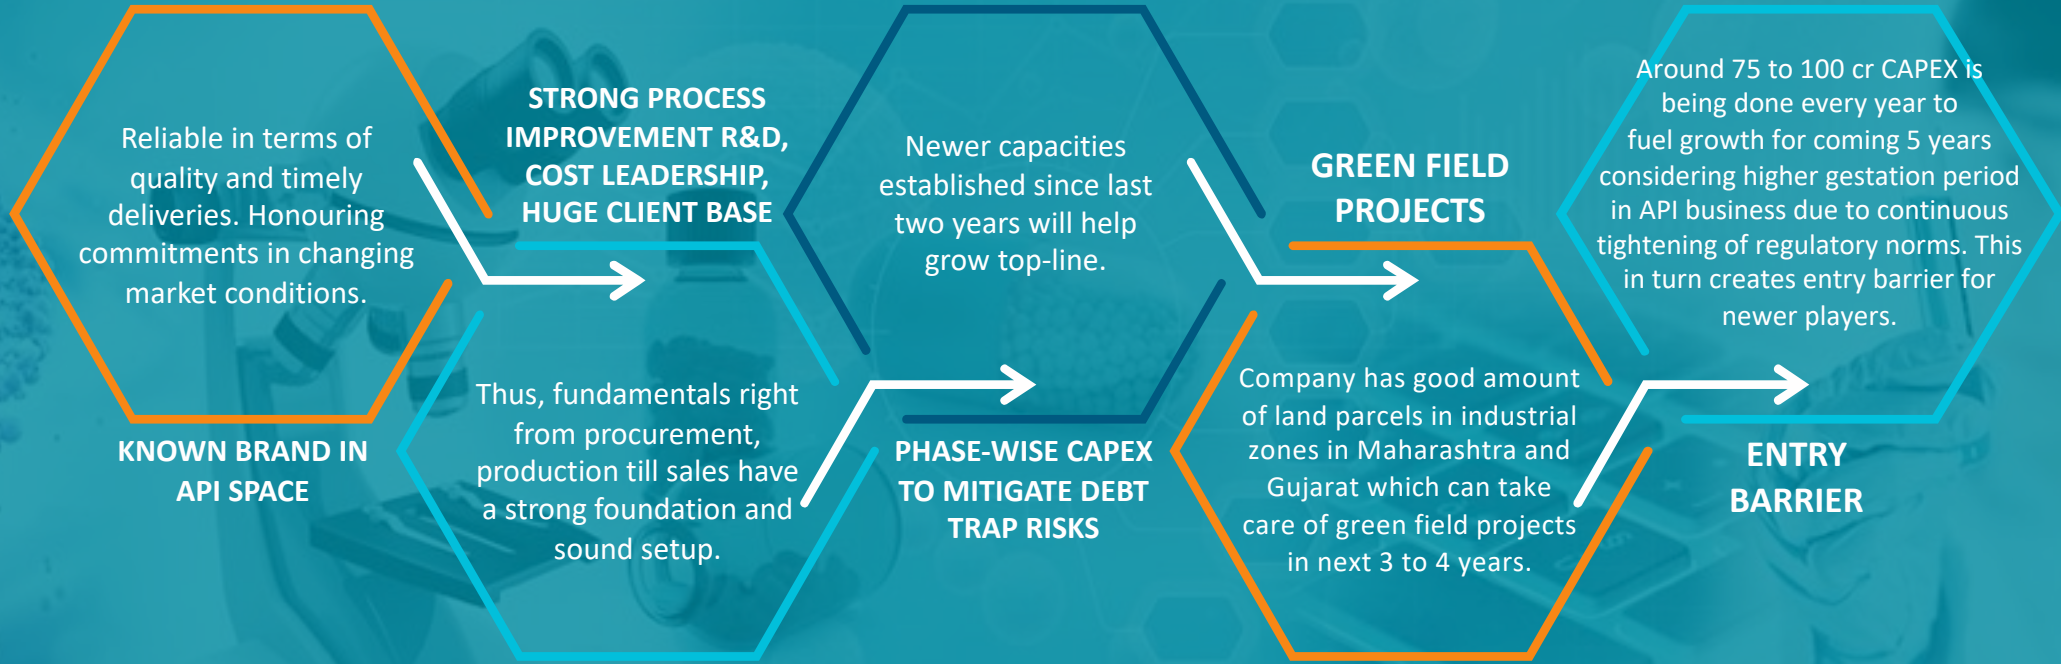 Reliable in terms of
quality and timely
deliveries. Honouring
commitments in changing
market conditions.
KNOWN BRAND IN
API SPACE
STRONG PROCESS
IMPROVEMENT R&D,
COST LEADERSHIP,
HUGE CLIENT BASE
Thus, fundamentals right
from procurement,
production till sales have
a strong foundation and
sound setup.
Newer capacities
established since last
two years will help
grow top-line.
PHASE-WISE CAPEX
TO MITIGATE DEBT
TRAP RISKS
GREEN FIELD
PROJECTS
Company has good amount
of land parcels in industrial
zones in Maharashtra and
Gujarat which can take
care of green field projects
in next 3 to 4 years.
Around 75 to 100 cr CAPEX is
being done every year to
fuel growth for coming 5 years
considering higher gestation period
in API business due to continuous
tightening of regulatory norms. This
in turn creates entry barrier for
newer players.
ENTRY
BARRIER